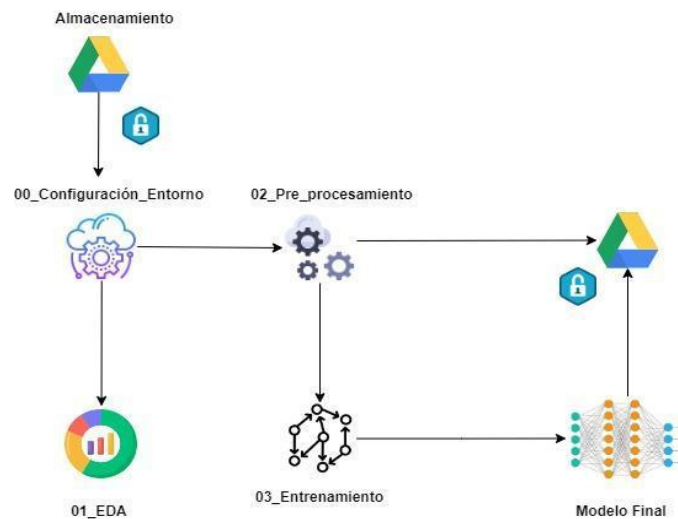 Almacenamiento
00_Configuración_Entorno
02_Pre_procesamiento
01_EDA
03_Entrenamiento
Modelo Final